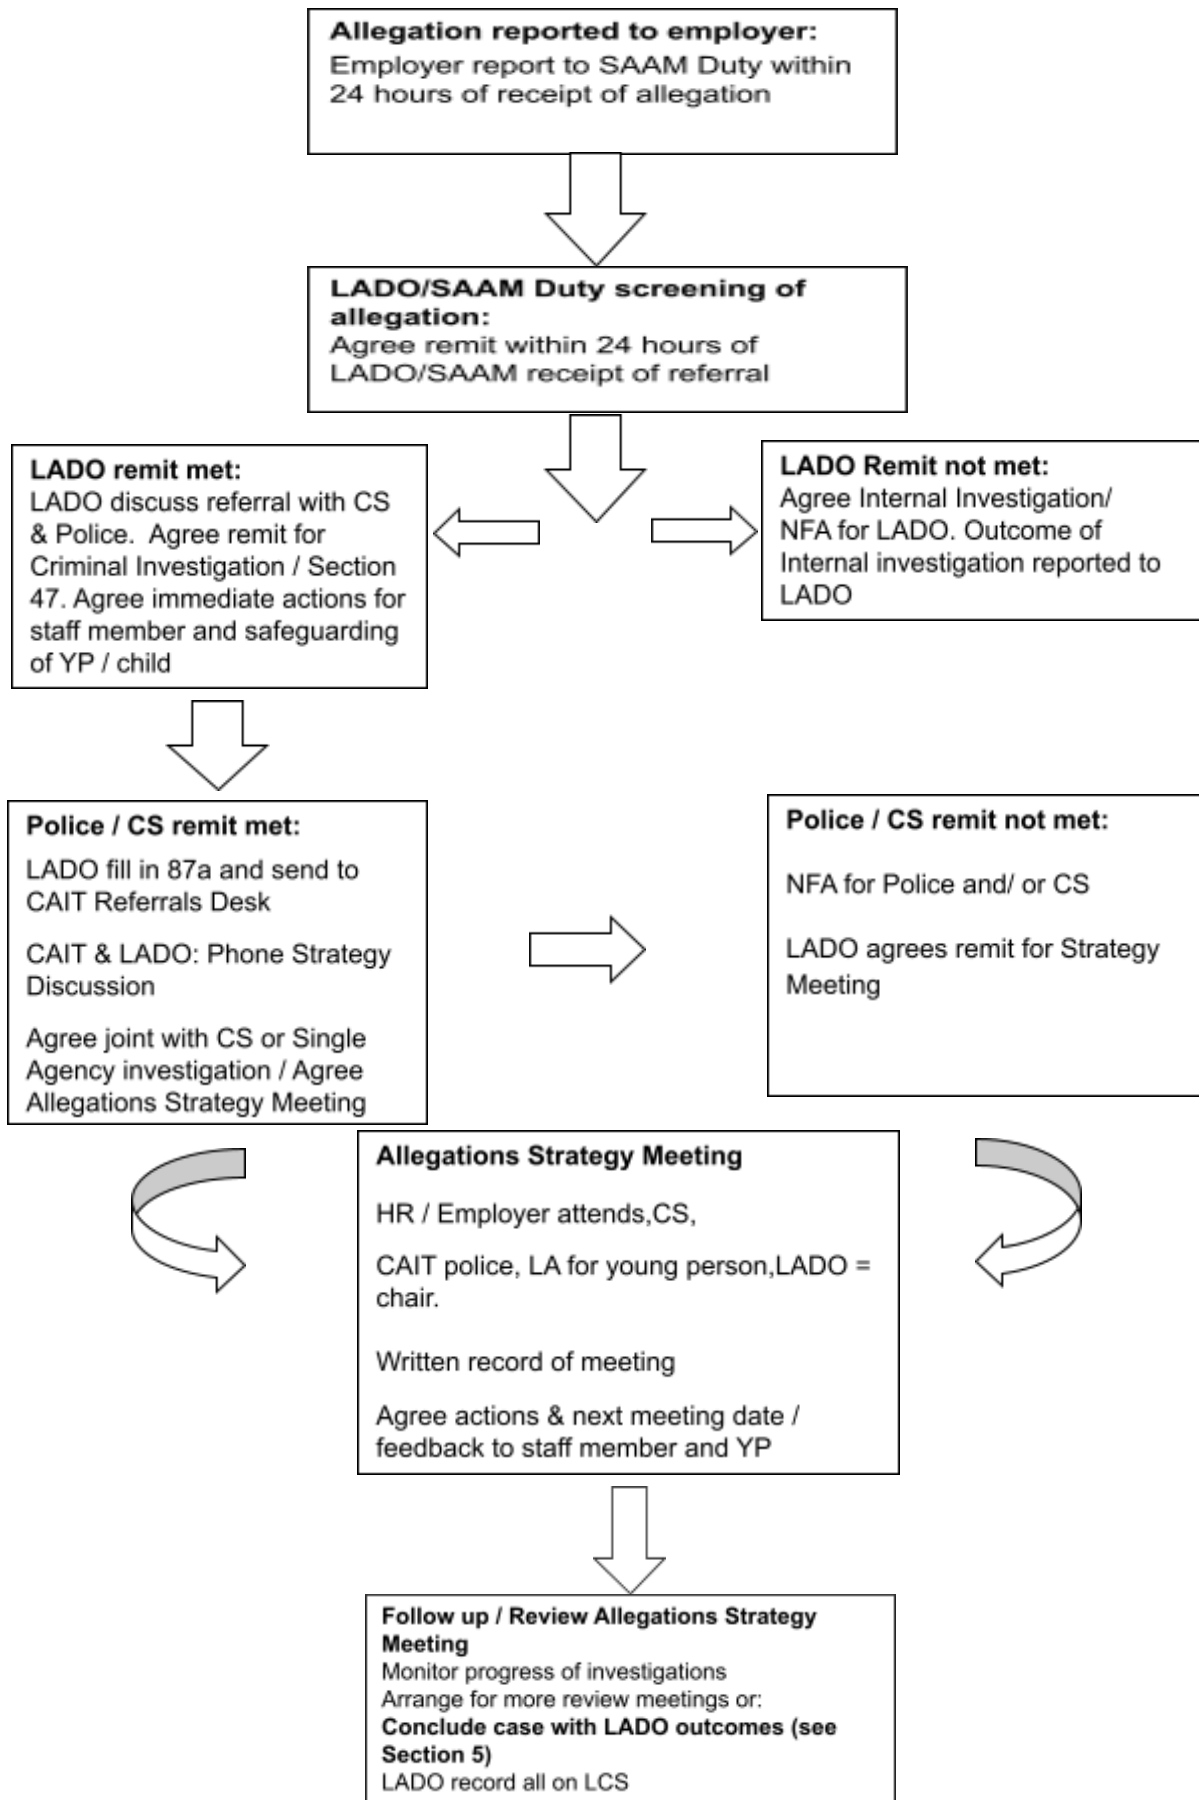 Allegation reported to employer:
Employer report to SAAM Duty within
24 hours of receipt of allegation
LADO/SAAM Duty screening of
allegation:
Agree remit within 24 hours of
LADO/SAAM receipt of referral
LADO remit met:
LADO discuss referral with CS
& Police.  Agree remit for
Criminal Investigation / Section
47. Agree immediate actions for
staff member and safeguarding
of YP / child
LADO Remit not met:
Agree Internal Investigation/
NFA for LADO. Outcome of
Internal investigation reported to
LADO
Police / CS remit met:
LADO fill in 87a and send to
CAIT Referrals Desk
CAIT & LADO: Phone Strategy
Discussion
Agree joint with CS or Single
Agency investigation / Agree
Allegations Strategy Meeting
Police / CS remit not met:
NFA for Police and/ or CS
LADO agrees remit for Strategy
Meeting
Allegations Strategy Meeting
HR / Employer attends,CS,
CAIT police, LA for young person,LADO =
chair.
Written record of meeting
Agree actions & next meeting date /
feedback to staff member and YP
Follow up / Review Allegations Strategy
Meeting
Monitor progress of investigations
Arrange for more review meetings or:
Conclude case with LADO outcomes (see
Section 5)
LADO record all on LCS